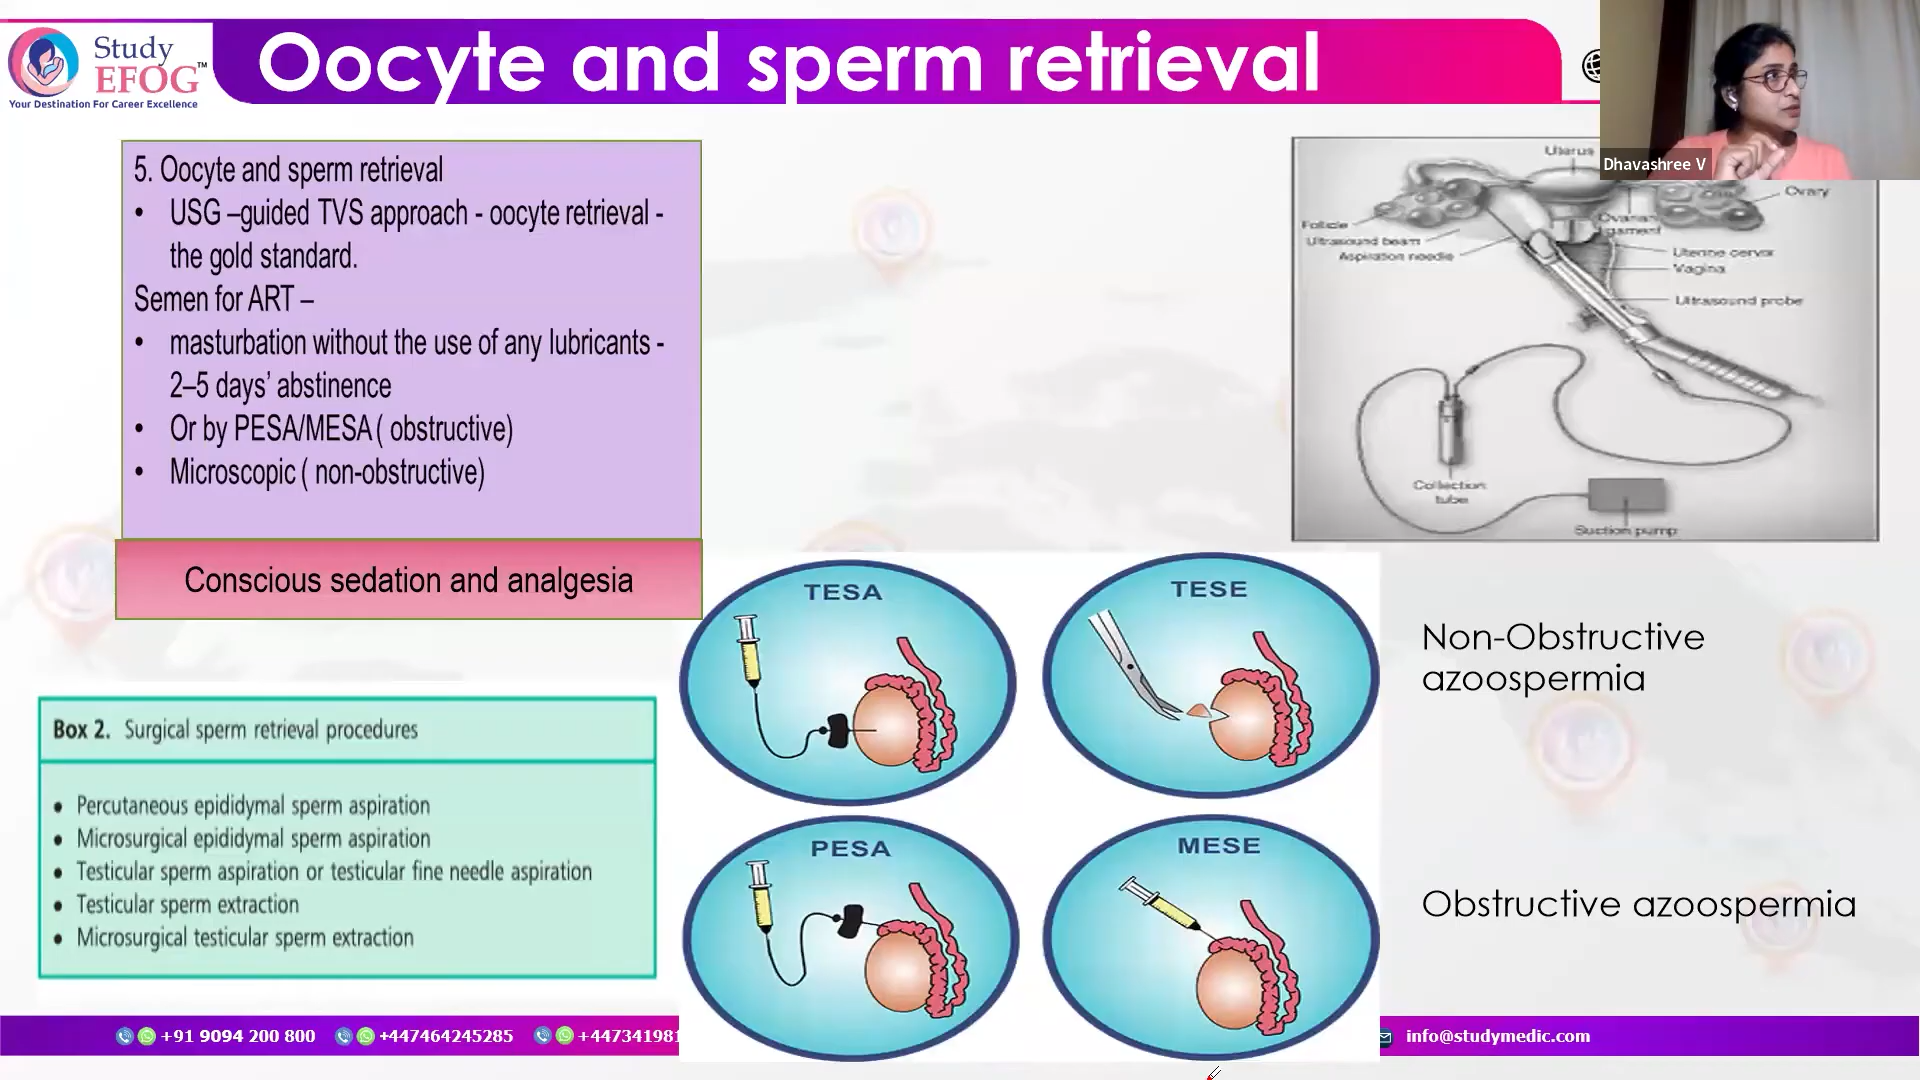 Study
EFOG™
Your Destination For Career Excellence
Oocyte and sperm retrieval
Dhavashree V
5. Oocyte and sperm retrieval
• USG –guided TVS approach - oocyte retrieval -
the gold standard.
Semen for ART –
• masturbation without the use of any lubricants -
2–5 days’ abstinence
• Or by PESA/MESA ( obstructive)
• Microscopic ( non-obstructive)
Conscious sedation and analgesia
Uterus
Ovary
Follicle
Ovarian
ligament
Ultrasound beam
Aspiration needle
Uterine cervix
Vagina
Ultrasound probe
Collection
tube
Suction pump
Box 2. Surgical sperm retrieval procedures
• Percutaneous epididymal sperm aspiration
• Microsurgical epididymal sperm aspiration
• Testicular sperm aspiration or testicular fine needle aspiration
• Testicular sperm extraction
• Microsurgical testicular sperm extraction
TESA
TESE
PESA
MESE
Non-Obstructive
azoospermia
Obstructive azoospermia
+91 9094 200 800
+447464245285
+447341981
info@studymedic.com